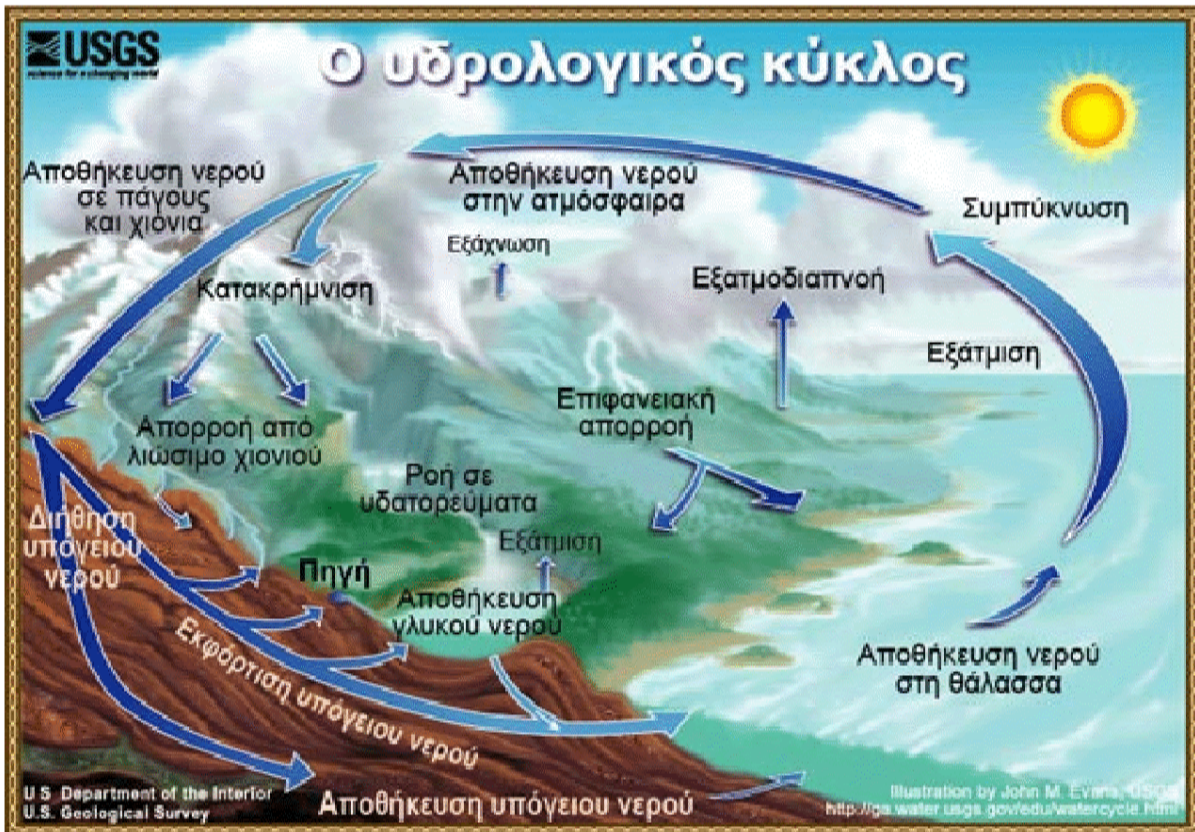 USGS
science for a changing world
Ο υδρολογικός κύκλος
Αποθήκευση νερού
σε πάγους
και χιόνια
Αποθήκευση νερού
στην ατμόσφαιρα
Συμπύκνωση
Εξάχνωση
Κατακρήμνιση
Εξατμοδιαπνοή
Εξάτμιση
Απορροή από
λιώσιμο χιονιού
Επιφανειακή
απορροή
Ροή σε
υδατορεύματα
Διήθηση
υπόγειου
νερού
Εξάτμιση
Πηγή
Αποθήκευση
γλυκού νερού
Εκφόρτιση υπόγειου νερού
Αποθήκευση νερού
στη θάλασσα
Αποθήκευση υπόγειου νερού
U S Department of the Interior
U.S. Geological Survey
Illustration by John M. Evans, USGS
http://ga.water.usgs.gov/edu/watercycle.html